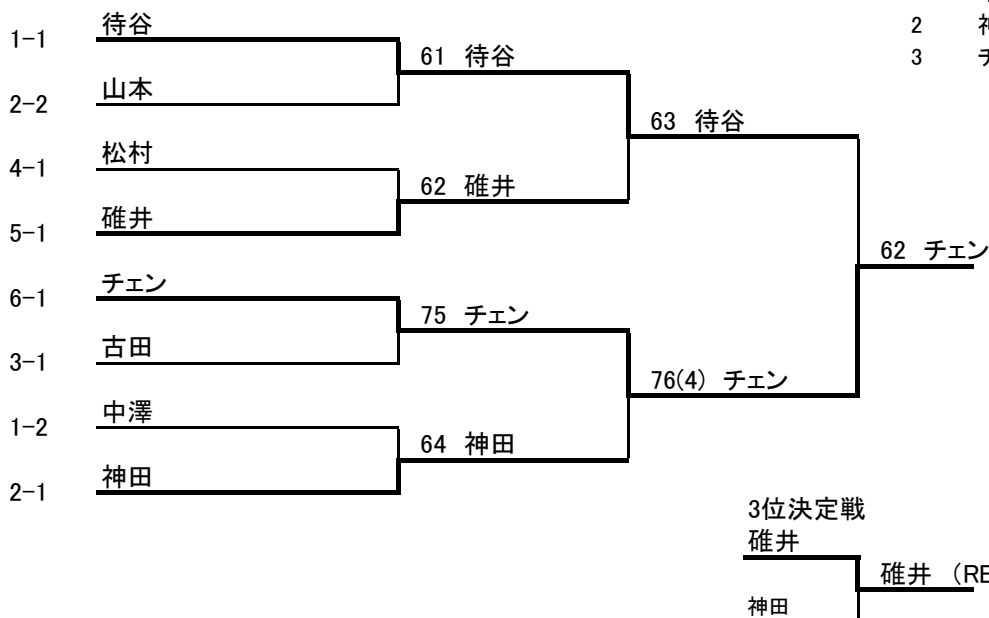 1-1 待谷
61 待谷
2
2-2 山本
3
63 待谷
4-1 松村
62 碓井
5-1 碓井
62 チェン
6-1 チェン
75 チェン
3-1 古田
76(4) チェン
1-2 中澤
64 神田
2-1 神田
3位決定戦
碓井
碓井 (RE
神田